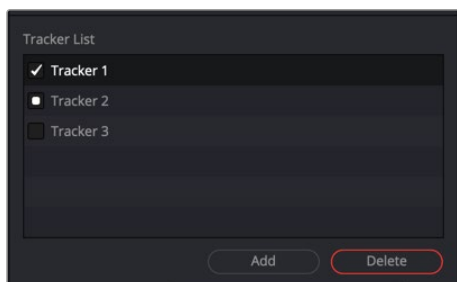 Tracker List
Tracker 1
Tracker 2
Tracker 3
Add Delete